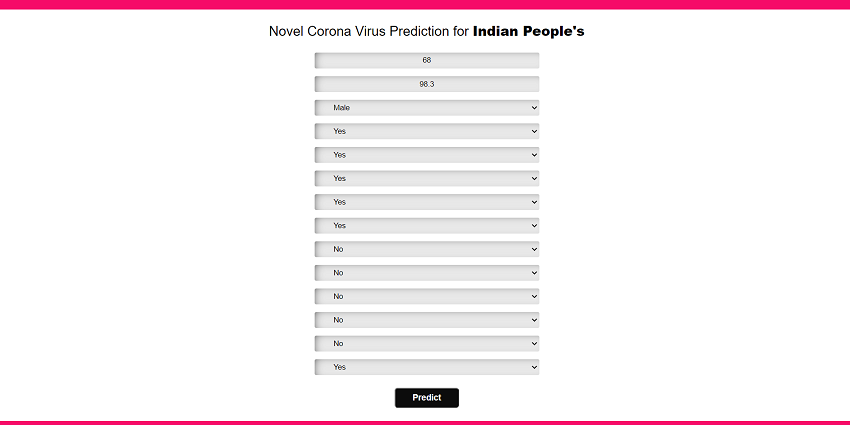 Novel Corona Virus Prediction for Indian People's
68
98.3
Male
Yes
Yes
Yes
Yes
Yes
No
No
No
No
No
Yes
Predict